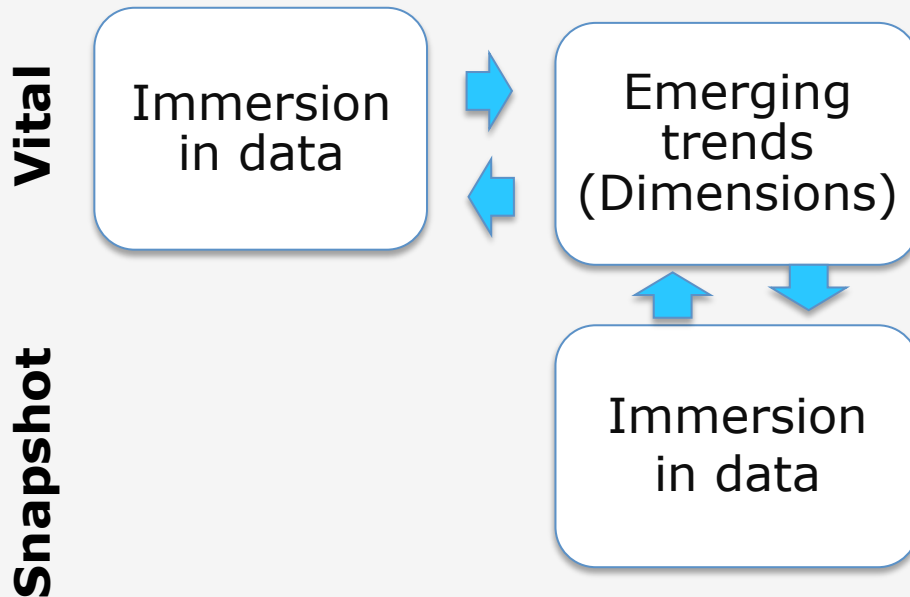 Vital
Immersion
in data
Emerging
trends
(Dimensions)
Snapshot
Immersion
in data